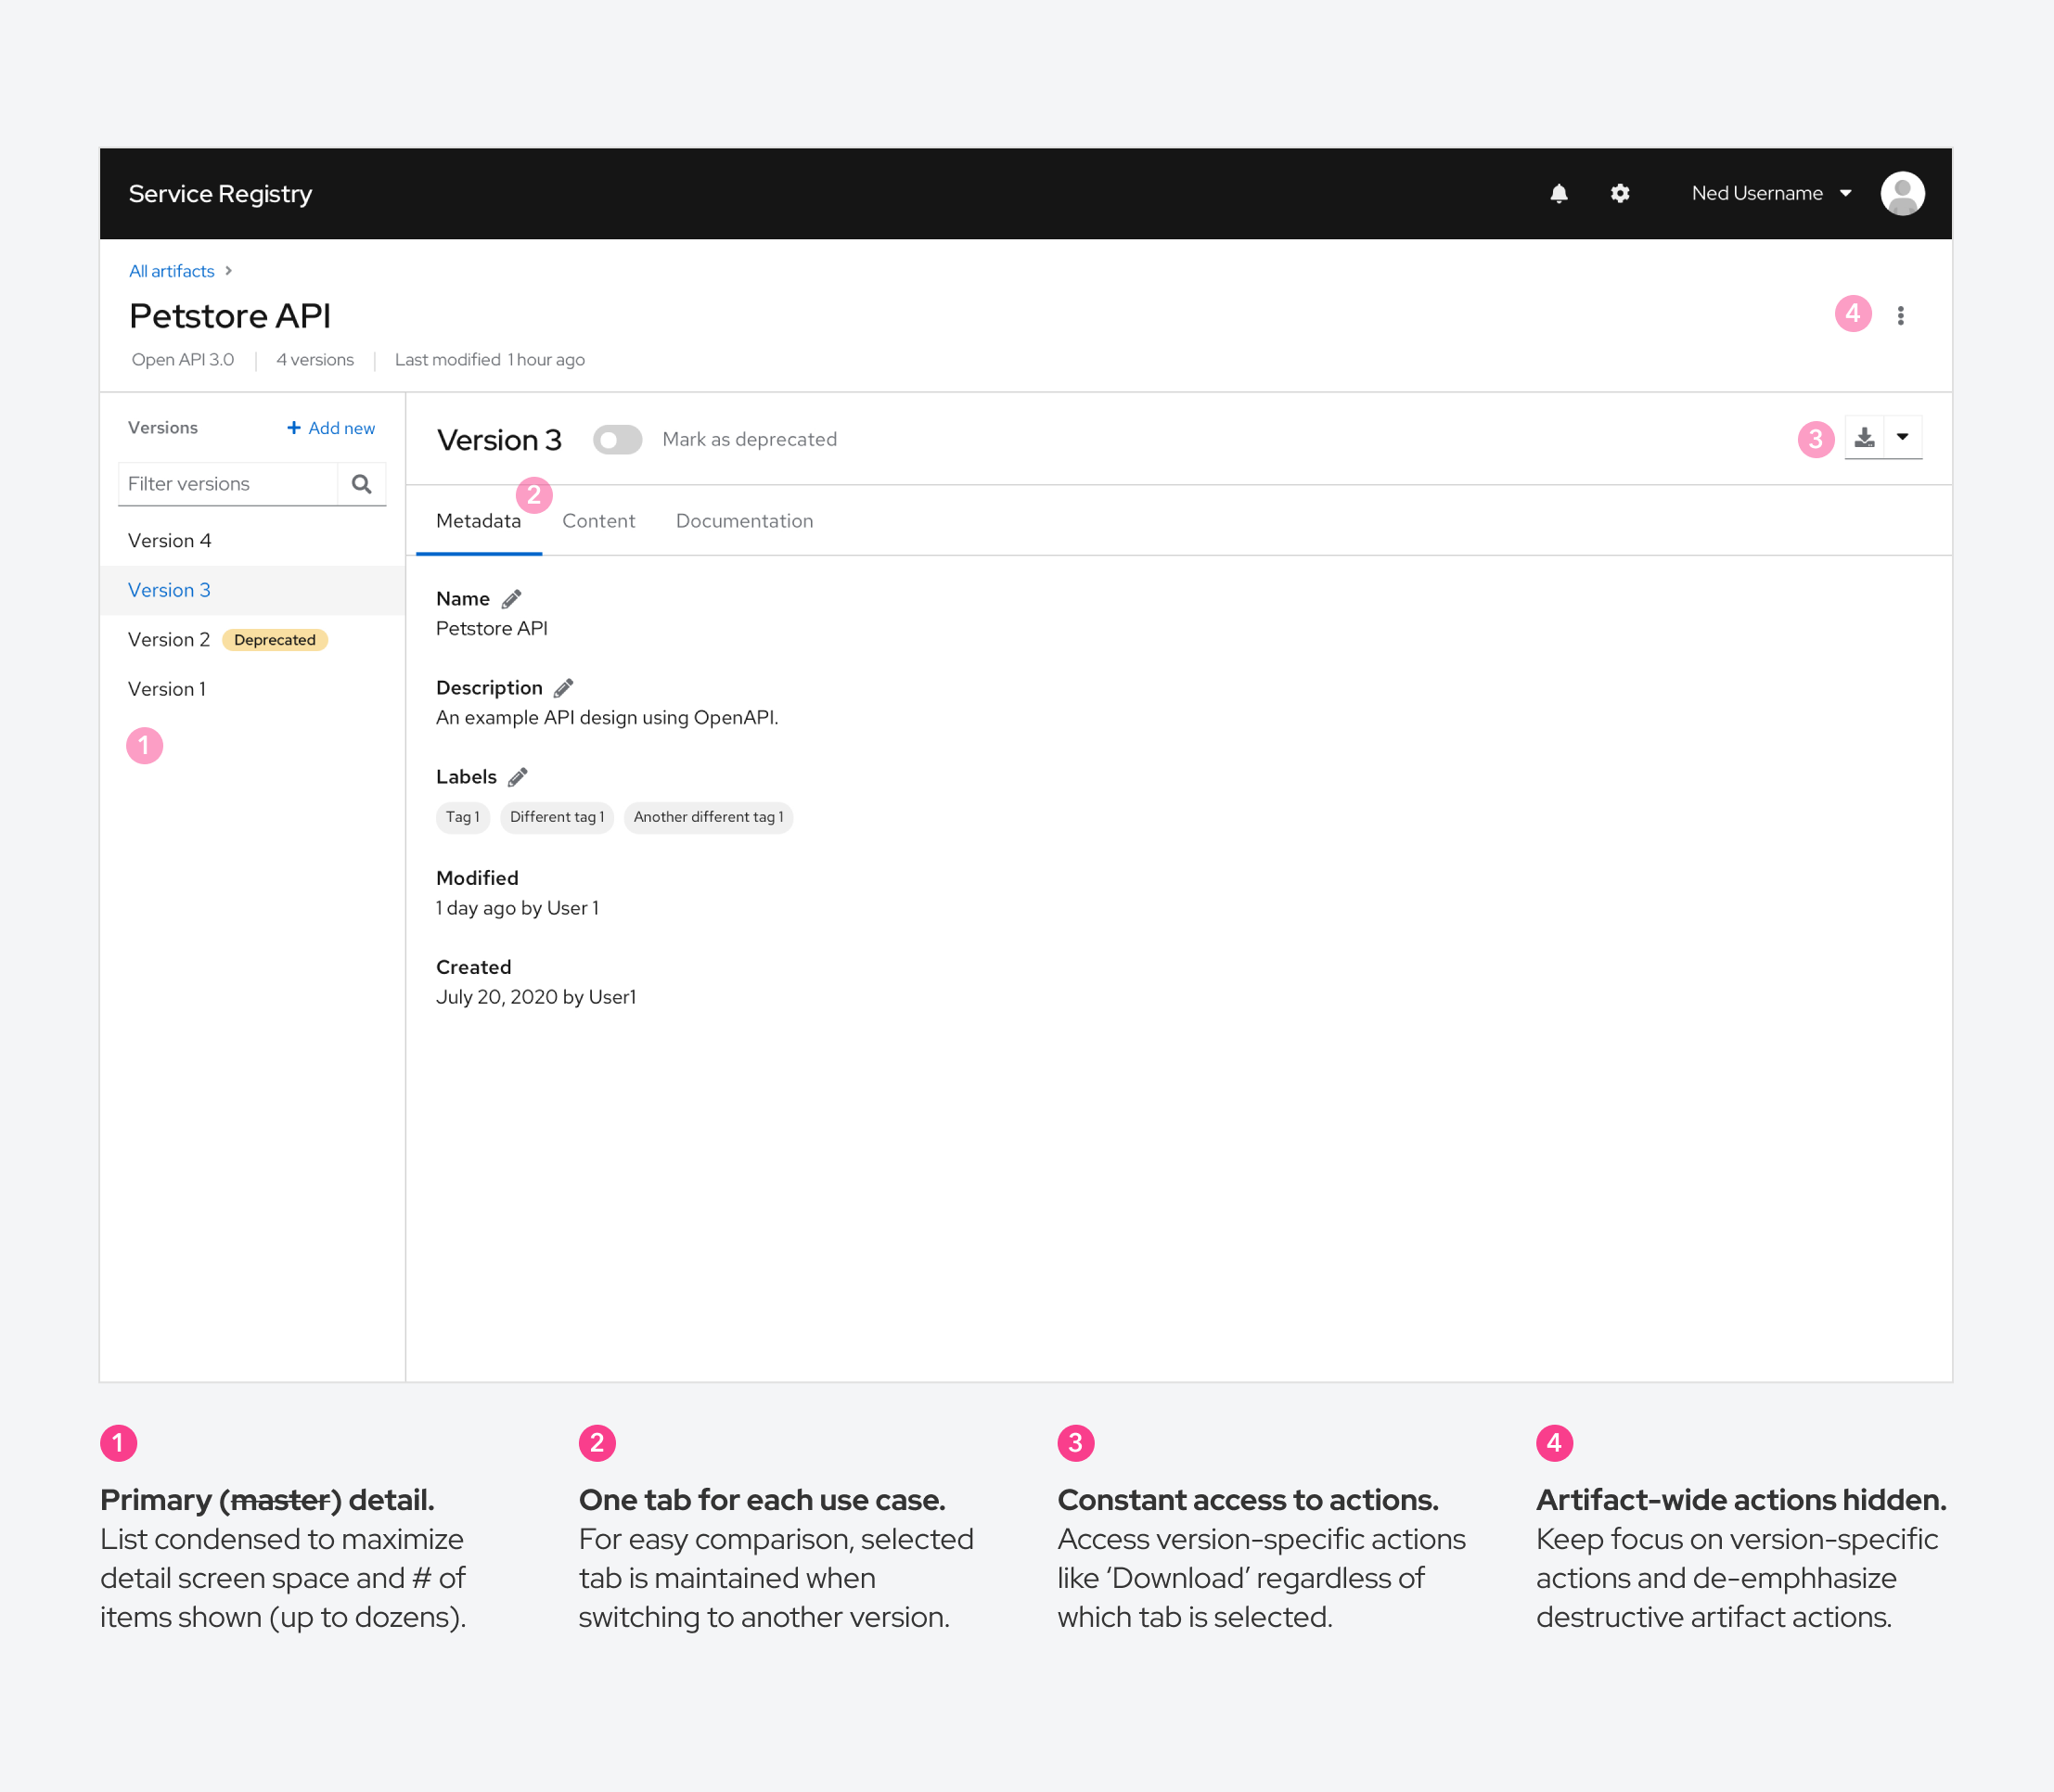 Service Registry
Ned Username
All artifacts
Petstore API
4
Open API 3.0
4 versions
Last modified 1 hour ago
Versions
Add new
Filter versions
Version 4
Version 3
Version 2 Deprecated
Version 1
1
Version 3
Mark as deprecated
3
2
Metadata
Content
Documentation
Name
Petstore API
Description
An example API design using OpenAPI.
Labels
Tag 1
Different tag 1
Another different tag 1
Modified
1 day ago by User 1
Created
July 20, 2020 by User1
1
Primary (master) detail.
List condensed to maximize
detail screen space and # of
items shown (up to dozens).
2
One tab for each use case.
For easy comparison, selected
tab is maintained when
switching to another version.
3
Constant access to actions.
Access version-specific actions
like ‘Download’ regardless of
which tab is selected.
4
Artifact-wide actions hidden.
Keep focus on version-specific
actions and de-emphhasize
destructive artifact actions.